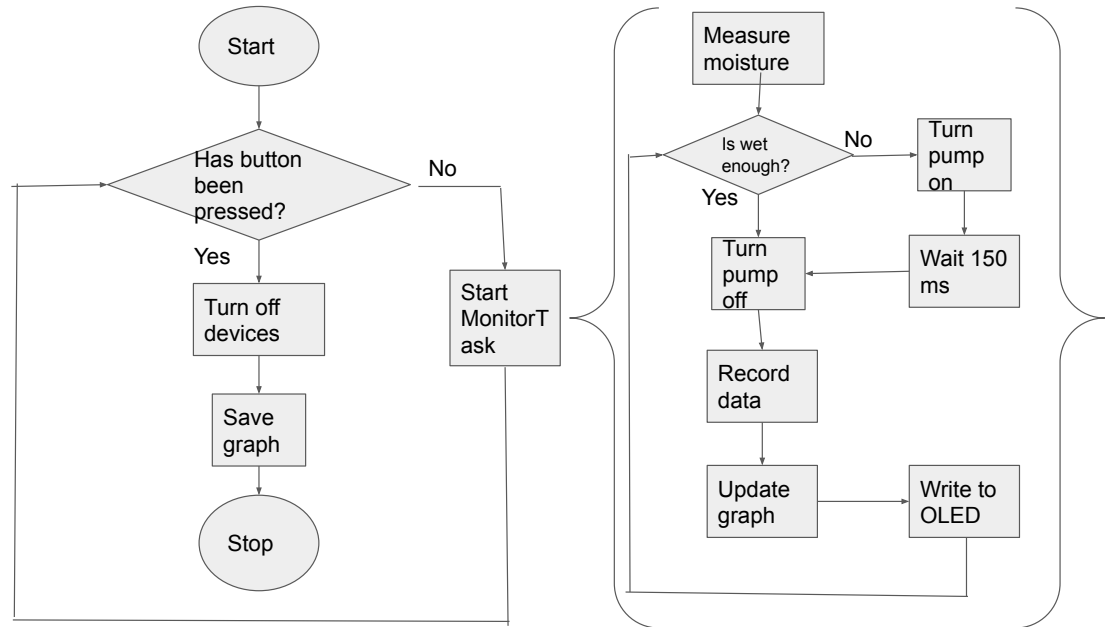 Start
Has button
been
pressed?
No
Yes
Turn off
devices
Save
graph
Stop
Start
MonitorT
ask
Measure
moisture
Is wet
enough?
No
Yes
Turn
pump
on
Wait 150
ms
Turn
pump
off
Record
data
Update
graph
Write to
OLED